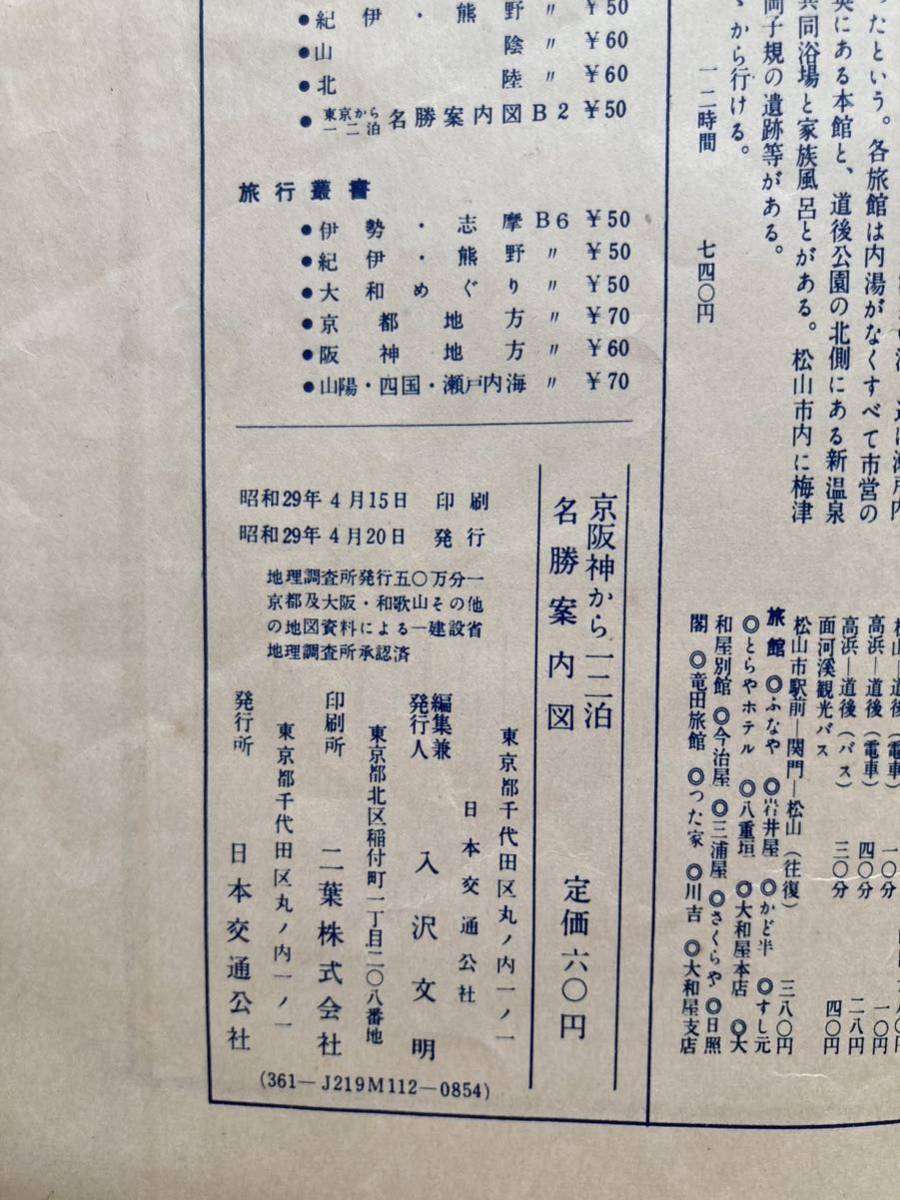 ●紀伊・熊野 〃 ¥50
●山陰 〃 ¥60
●北陸 〃 ¥60
●東京から一二泊 名勝案内図 B2 ¥50
旅行叢書
●伊勢・志摩 B6 ¥50
●紀伊・熊野 〃 ¥50
●大和めぐり 〃 ¥50
●京都地方 〃 ¥70
●阪神地方 〃 ¥60
●山陽・四国・瀬戸内海 〃 ¥70
昭和29年4月15日 印刷
昭和29年4月20日 発行
地理調査所発行五〇万分一
京都及大阪・和歌山その他
の地図資料による―建設省
地理調査所承認済
京阪神から一二泊
名勝案内図 定価六〇円
東京都千代田区丸ノ内一ノ一
日本交通公社
編集兼
発行人 入沢文明
東京都北区稲付町一丁目二〇八番地
印刷所 二葉株式会社
東京都千代田区丸ノ内一ノ一
発行所 日本交通公社
(361―J219M112―0854)
ったという。各旅館は内湯がなくすべて市営の
英にある本館と、道後公園の北側にある新温泉
共同浴場と家族風呂とがある。松山市内に梅津
岡子規の遺跡等がある。
から行ける。
一二時間 七四〇円
一〇分
高浜―道後(電車) 四〇分 一〇円
高浜―道後(バス) 三〇分 二八円
面河渓観光バス 四〇円
松山市駅前―関門―松山(往復) 三八〇円
旅館 ◎ふなや ◎岩井屋 ◎かど半 ◎すし元
◎とらやホテル ◎八重垣 ◎大和屋本店 ◎大
和屋別館 ◎今治屋 ◎三浦屋 ◎さくらや ◎日照
閣 ◎竜田旅館 ◎つた家 ◎川吉 ◎大和屋支店